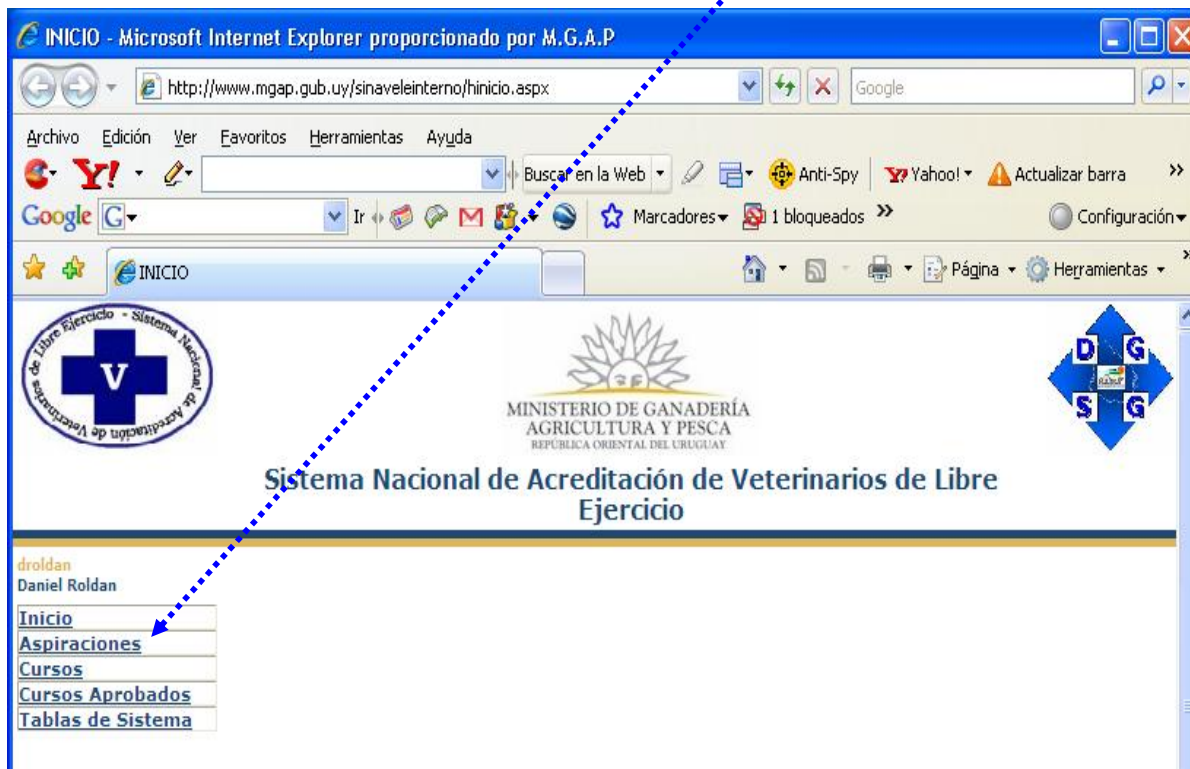 INICIO - Microsoft Internet Explorer proporcionado por M.G.A.P
http://www.mgap.gub.uy/sinaveleinterno/hinicio.aspx
Google
Archivo Edición Ver Favoritos Herramientas Ayuda
Y! Buscar en la Web Anti-Spy Yahoo! Actualizar barra »
Google G Ir Marcadores 1 bloqueados » Configuración
INICIO Página Herramientas »
Sistema Nacional de Acreditación de Veterinarios de Libre Ejercicio -
V
MINISTERIO DE GANADERÍA
AGRICULTURA Y PESCA
REPÚBLICA ORIENTAL DEL URUGUAY
D G
S G
Sistema Nacional de Acreditación de Veterinarios de Libre
Ejercicio
droldan
Daniel Roldan
Inicio
Aspiraciones
Cursos
Cursos Aprobados
Tablas de Sistema